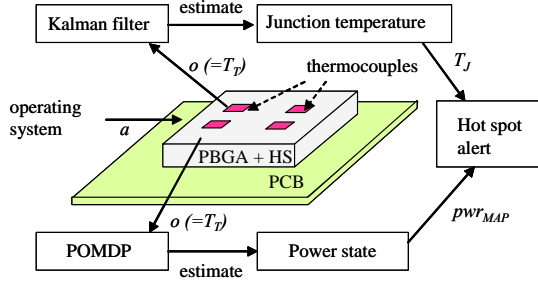 estimate
Kalman filter
Junction temperature
o (=T_T)
thermocouples
T_J
operating
system
a
Hot spot
alert
PBGA + HS
PCB
o (=T_T)
pwr_MAP
POMDP
Power state
estimate